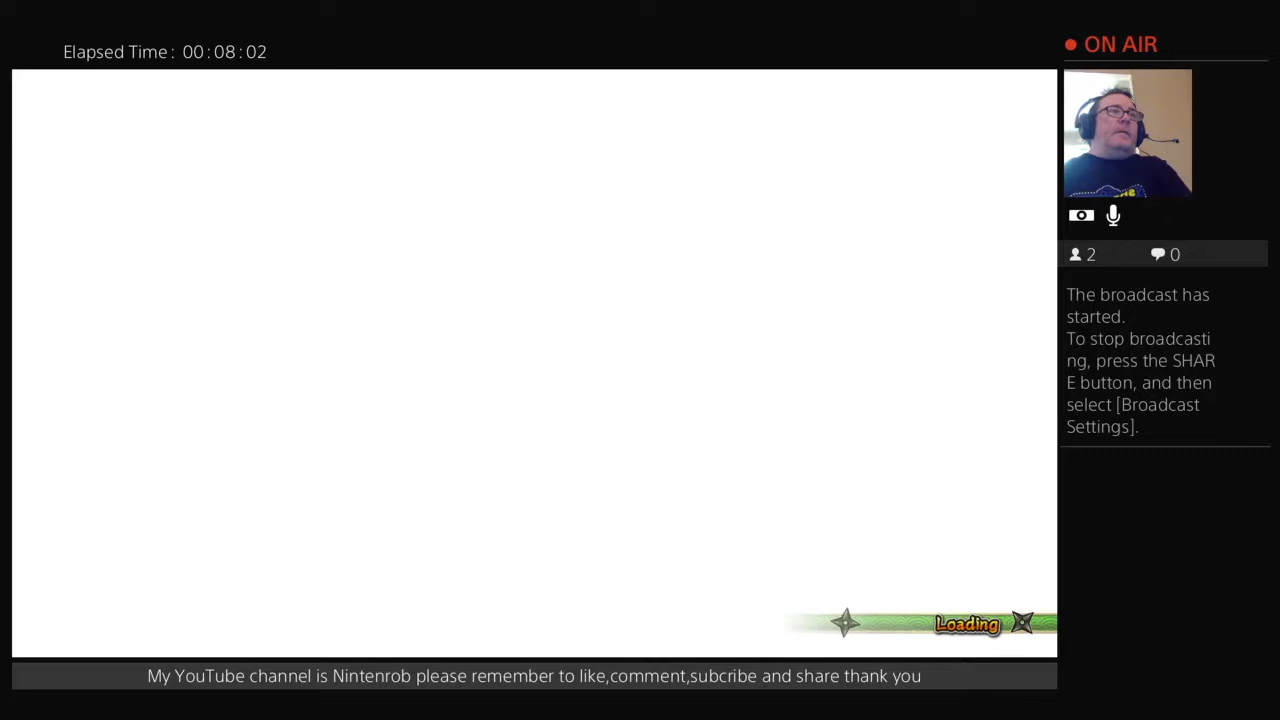 Elapsed Time: 00:08:02
ON AIR
2
0
The broadcast has
started.
To stop broadcasti
ng, press the SHAR
E button, and then
select [Broadcast
Settings].
Loading
My YouTube channel is Nintenrob please remember to like,comment,subcribe and share thank you